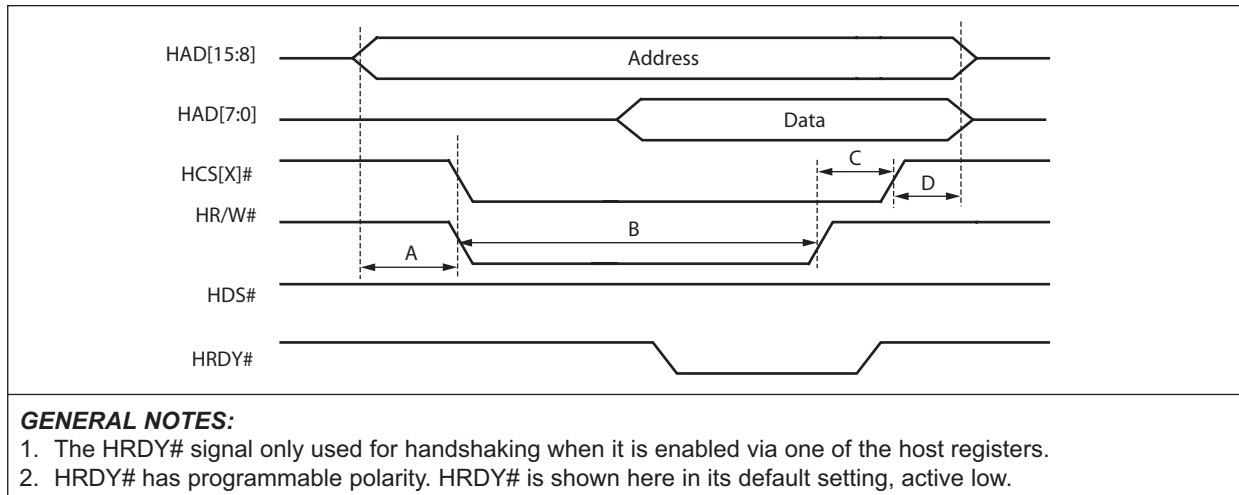 HAD[15:8]
Address
HAD[7:0]
Data
HCS[X]#
C
D
HR/W#
B
A
HDS#
HRDY#
GENERAL NOTES:
1. The HRDY# signal only used for handshaking when it is enabled via one of the host registers.
2. HRDY# has programmable polarity. HRDY# is shown here in its default setting, active low.